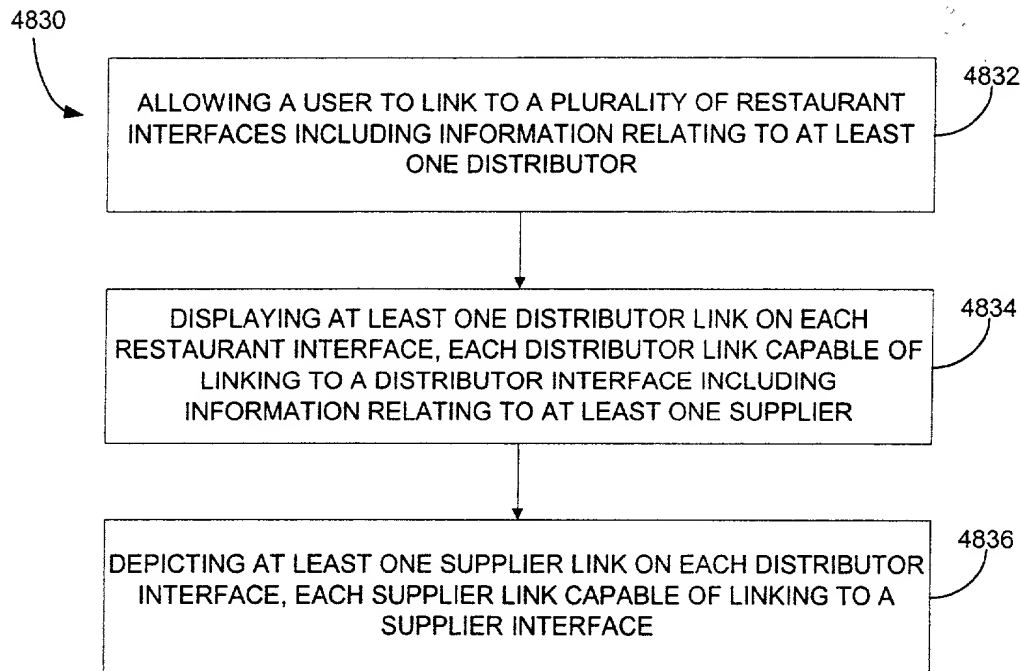 4830
4832
ALLOWING A USER TO LINK TO A PLURALITY OF RESTAURANT
INTERFACES INCLUDING INFORMATION RELATING TO AT LEAST
ONE DISTRIBUTOR
4834
DISPLAYING AT LEAST ONE DISTRIBUTOR LINK ON EACH
RESTAURANT INTERFACE, EACH DISTRIBUTOR LINK CAPABLE OF
LINKING TO A DISTRIBUTOR INTERFACE INCLUDING
INFORMATION RELATING TO AT LEAST ONE SUPPLIER
4836
DEPICTING AT LEAST ONE SUPPLIER LINK ON EACH DISTRIBUTOR
INTERFACE, EACH SUPPLIER LINK CAPABLE OF LINKING TO A
SUPPLIER INTERFACE